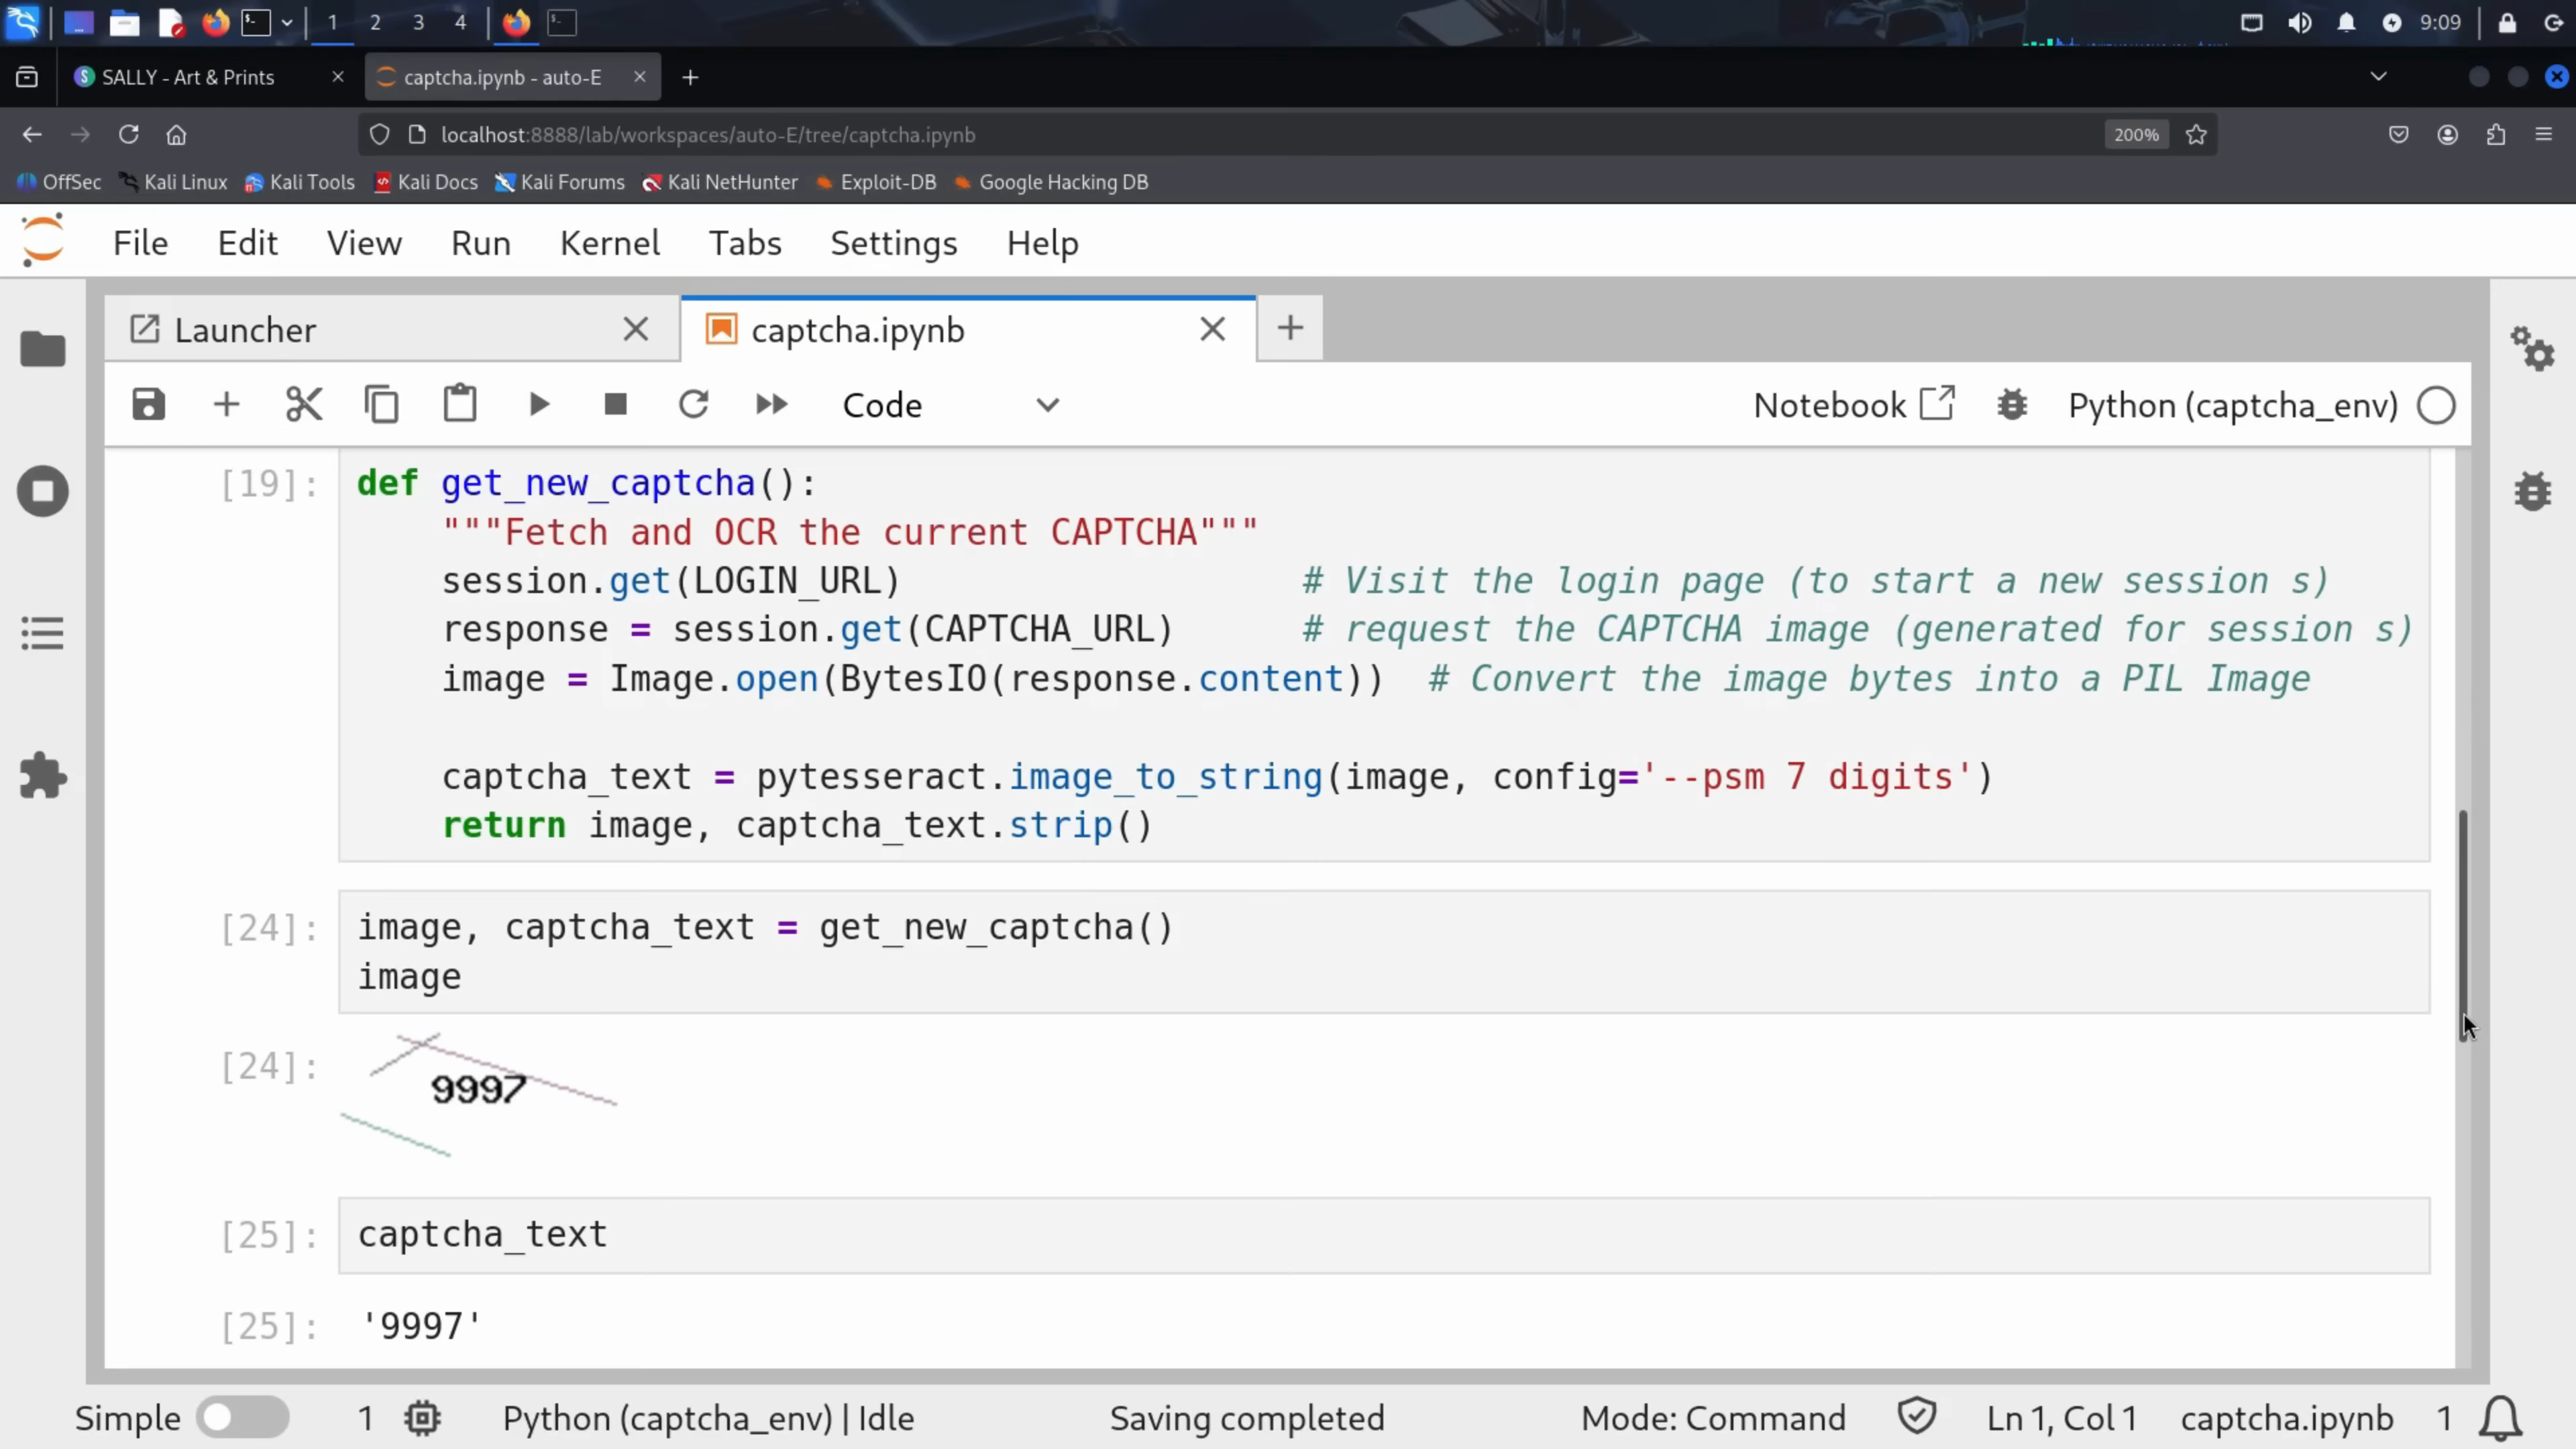 1 2 3 4 9:09
SALLY - Art & Prints captcha.ipynb - auto-E
localhost:8888/lab/workspaces/auto-E/tree/captcha.ipynb 200%
OffSec Kali Linux Kali Tools Kali Docs Kali Forums Kali NetHunter Exploit-DB Google Hacking DB
File Edit View Run Kernel Tabs Settings Help
Launcher captcha.ipynb
Code Notebook Python (captcha_env)
[19]: def get_new_captcha():
"""Fetch and OCR the current CAPTCHA"""
session.get(LOGIN_URL) # Visit the login page (to start a new session s)
response = session.get(CAPTCHA_URL) # request the CAPTCHA image (generated for session s)
image = Image.open(BytesIO(response.content)) # Convert the image bytes into a PIL Image
captcha_text = pytesseract.image_to_string(image, config='--psm 7 digits')
return image, captcha_text.strip()
[24]: image, captcha_text = get_new_captcha()
image
[24]: 9997
[25]: captcha_text
[25]: '9997'
Simple 1 Python (captcha_env) | Idle Saving completed Mode: Command Ln 1, Col 1 captcha.ipynb 1